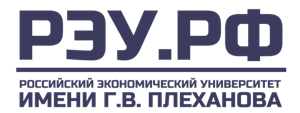 РЭУ.РФ
РОССИЙСКИЙ ЭКОНОМИЧЕСКИЙ УНИВЕРСИТЕТ
ИМЕНИ Г.В. ПЛЕХАНОВА